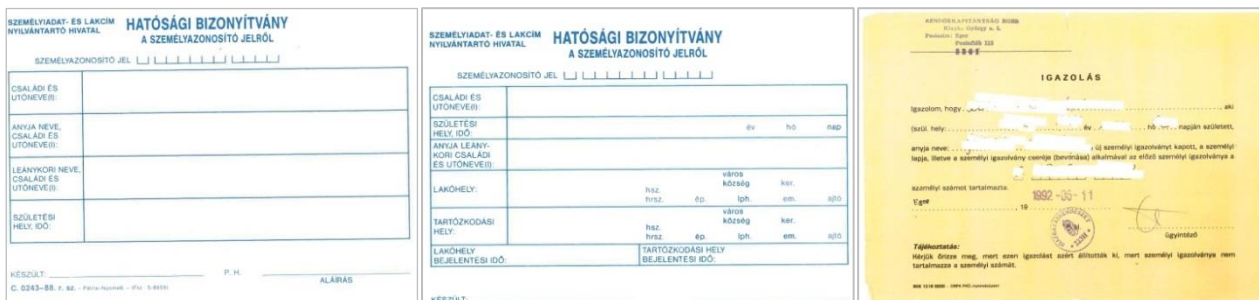 SZEMÉLYIADAT- ÉS LAKCÍM
NYILVÁNTARTÓ HIVATAL
HATÓSÁGI BIZONYÍTVÁNY
A SZEMÉLYAZONOSÍTÓ JELRŐL
SZEMÉLYAZONOSÍTÓ JEL
CSALÁDI ÉS
UTÓNEVE(I):
ANYJA NEVE,
CSALÁDI ÉS
UTÓNEVE(I):
LEÁNYKORI NEVE,
CSALÁDI ÉS
UTÓNEVE(I):
SZÜLETÉSI
HELY, IDŐ:
KÉSZÜLT:
P. H.
ALÁÍRÁS
C. 0243–88. r. sz.
SZEMÉLYIADAT- ÉS LAKCÍM
NYILVÁNTARTÓ HIVATAL
HATÓSÁGI BIZONYÍTVÁNY
A SZEMÉLYAZONOSÍTÓ JELRŐL
SZEMÉLYAZONOSÍTÓ JEL
CSALÁDI ÉS
UTÓNEVE(I):
SZÜLETÉSI
HELY, IDŐ:
év hó nap
ANYJA LEÁNY-
KORI CSALÁDI
ÉS UTÓNEVE(I):
LAKÓHELY:
város
község ker.
hsz.
hrsz. ép. lph. em. ajtó
TARTÓZKODÁSI
HELY:
város
község ker.
hsz.
hrsz. ép. lph. em. ajtó
LAKÓHELY
BEJELENTÉSI IDŐ:
TARTÓZKODÁSI HELY
BEJELENTÉSI IDŐ:
KÉSZÜLT:
Postafiók
IGAZOLÁS
Igazolom, hogy aki
(szül. hely: év hó napján született,
anyja neve: új személyi igazolványt kapott, a személyi
lapja, illetve a személyi igazolvány cseréje (bevonása) alkalmával az előző személyi igazolványa a
személyi számot tartalmazta.
19 1992 -06- 11
ügyintéző
Tájékoztatás:
Kérjük őrizze meg, mert ezen igazolást azért állították ki, mert személyi igazolványa nem
tartalmazza a személyi számát.